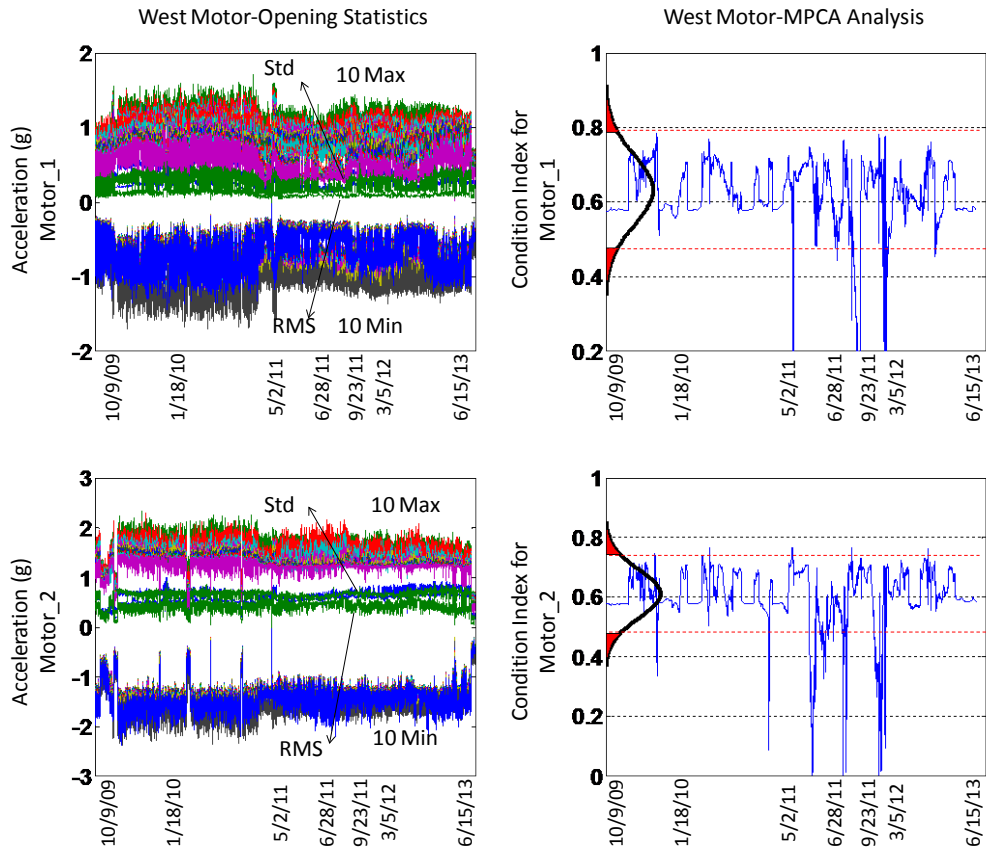 West Motor-Opening Statistics
West Motor-MPCA Analysis
Acceleration (g)
Motor_1
2
1
0
-1
-2
Std
10 Max
RMS
10 Min
10/9/09
1/18/10
5/2/11
6/28/11
9/23/11
3/5/12
6/15/13
Condition Index for
Motor_1
1
0.8
0.6
0.4
0.2
10/9/09
1/18/10
5/2/11
6/28/11
9/23/11
3/5/12
6/15/13
Acceleration (g)
Motor_2
3
2
1
0
-1
-2
-3
Std
10 Max
RMS
10 Min
10/9/09
1/18/10
5/2/11
6/28/11
9/23/11
3/5/12
6/15/13
Condition Index for
Motor_2
1
0.8
0.6
0.4
0.2
0
10/9/09
1/18/10
5/2/11
6/28/11
9/23/11
3/5/12
6/15/13